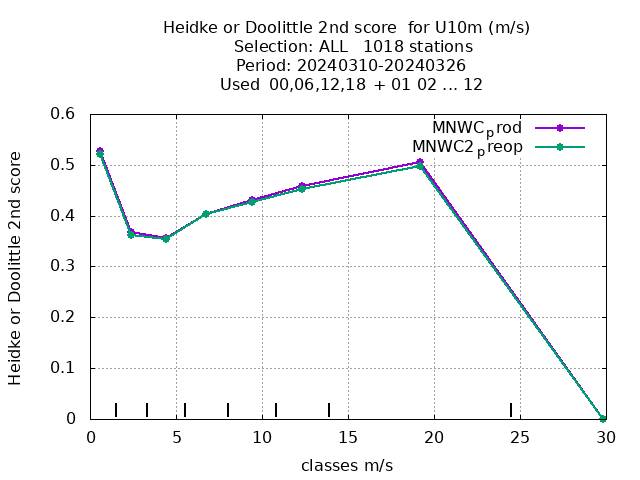 Heidke or Doolittle 2nd score  for U10m (m/s)
Selection: ALL   1018 stations
Period: 20240310-20240326
Used  00,06,12,18  + 01 02 ... 12
MNWC_prod
MNWC2_preop
Heidke or Doolittle 2nd score
0.6
0.5
0.4
0.3
0.2
0.1
0
0 5 10 15 20 25 30
classes m/s